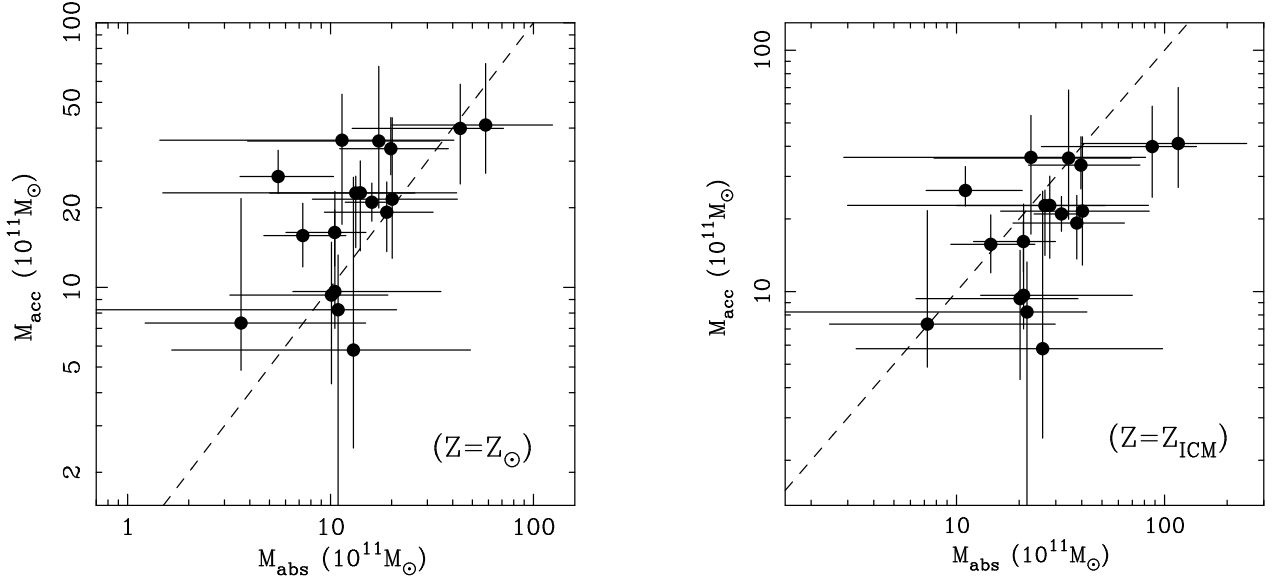 100
50
20
10
5
2
M_acc (10^11 M_⊙)
1 10 100
M_abs (10^11 M_⊙)
(Z=Z_⊙)
100
10
M_acc (10^11 M_⊙)
10 100
M_abs (10^11 M_⊙)
(Z=Z_ICM)